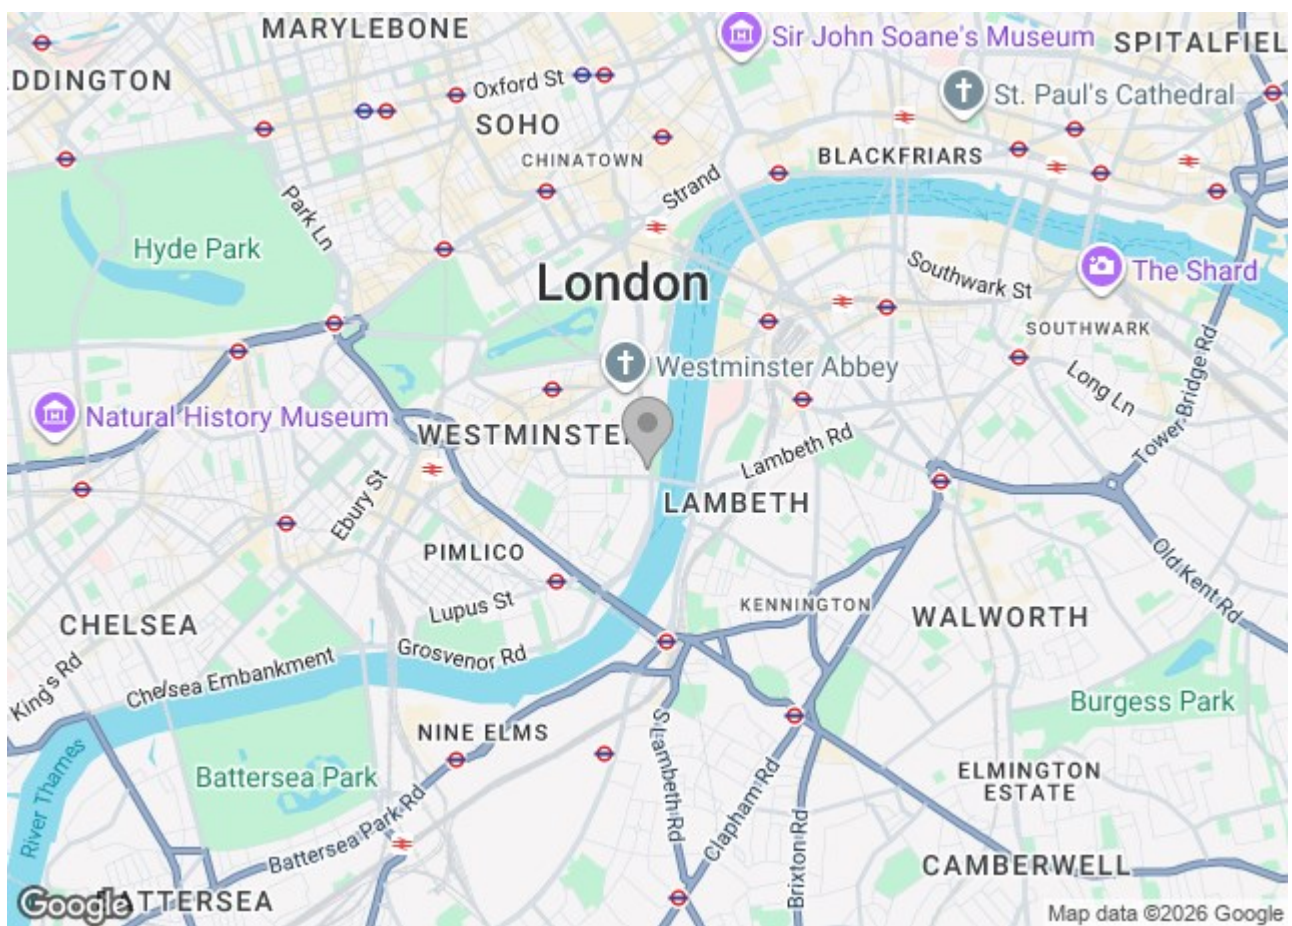 MARYLEBONE
Sir John Soane's Museum
SPITALFIEL
DDINGTON
Oxford St
St. Paul's Cathedral
SOHO
CHINATOWN
BLACKFRIARS
Park Ln
Strand
Hyde Park
London
Southwark St
The Shard
SOUTHWARK
Westminster Abbey
Long Ln
Tower Bridge Rd
Natural History Museum
WESTMINSTE
Lambeth Rd
Ebury St
LAMBETH
PIMLICO
Old Kent Rd
Lupus St
KENNINGTON
WALWORTH
CHELSEA
Grosvenor Rd
King's Rd
Chelsea Embankment
Burgess Park
NINE ELMS
S Lambeth Rd
River Thames
Battersea Park
ELMINGTON
ESTATE
Battersea Park Rd
Clapham Rd
Brixton Rd
CAMBERWELL
ATTERSEA
Google
Map data ©2026 Google